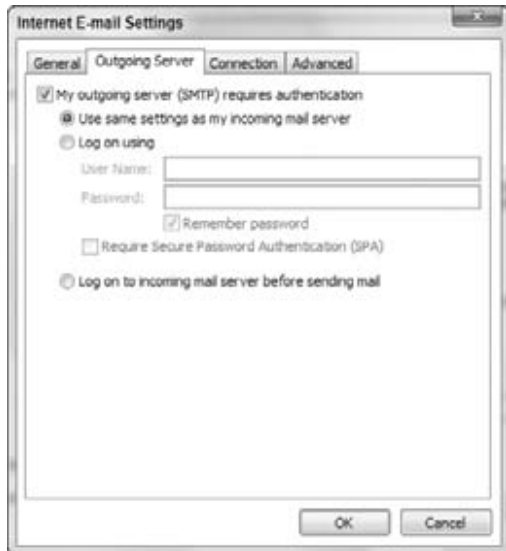 Internet E-mail Settings
General Outgoing Server Connection Advanced
My outgoing server (SMTP) requires authentication
Use same settings as my incoming mail server
Log on using
User Name:
Password:
Remember password
Require Secure Password Authentication (SPA)
Log on to incoming mail server before sending mail
OK Cancel